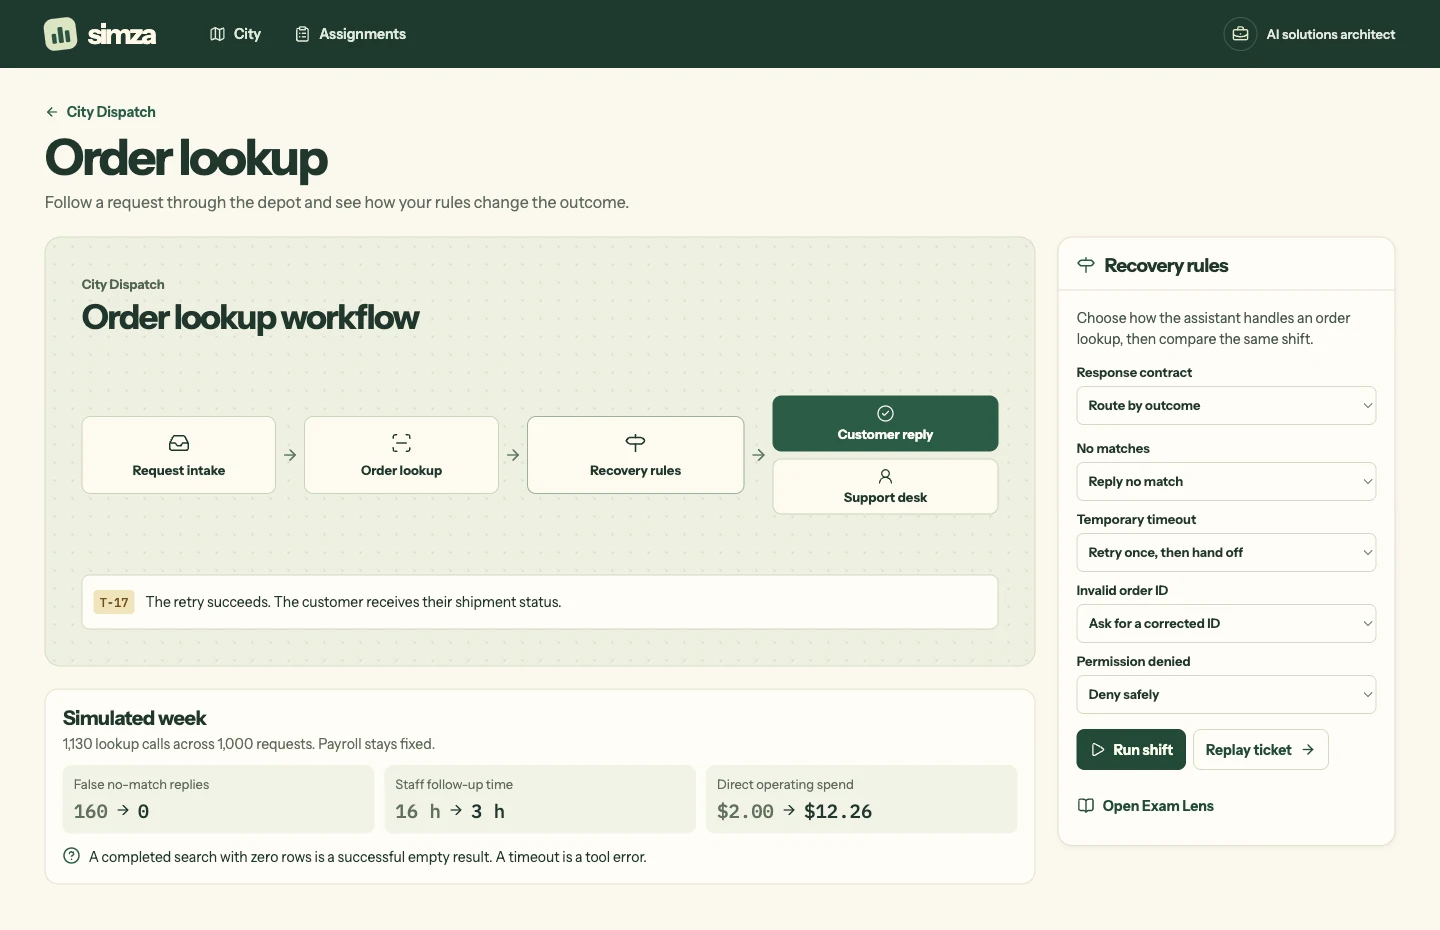 simza
City
Assignments
AI solutions architect
City Dispatch
Order lookup
Follow a request through the depot and see how your rules change the outcome.
City Dispatch
Order lookup workflow
Request intake
Order lookup
Recovery rules
Customer reply
Support desk
T-17 The retry succeeds. The customer receives their shipment status.
Simulated week
1,130 lookup calls across 1,000 requests. Payroll stays fixed.
False no-match replies
160 → 0
Staff follow-up time
16 h → 3 h
Direct operating spend
$2.00 → $12.26
A completed search with zero rows is a successful empty result. A timeout is a tool error.
Recovery rules
Choose how the assistant handles an order
lookup, then compare the same shift.
Response contract
Route by outcome
No matches
Reply no match
Temporary timeout
Retry once, then hand off
Invalid order ID
Ask for a corrected ID
Permission denied
Deny safely
Run shift
Replay ticket →
Open Exam Lens